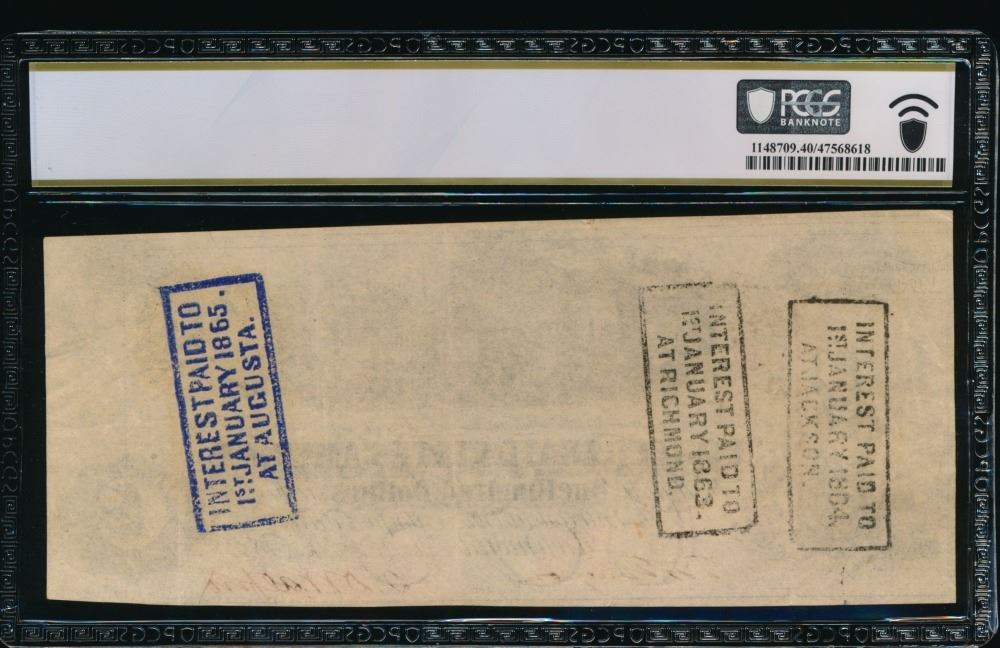 PCGS
BANKNOTE
1148709.40/47568618
INTEREST PAID TO
1ST. JANUARY 1865.
AT AUGUSTA.
INTEREST PAID TO
1ST JANUARY 1863.
AT RICHMOND.
INTEREST PAID TO
1ST. JANUARY 1864.
AT JACKSON.